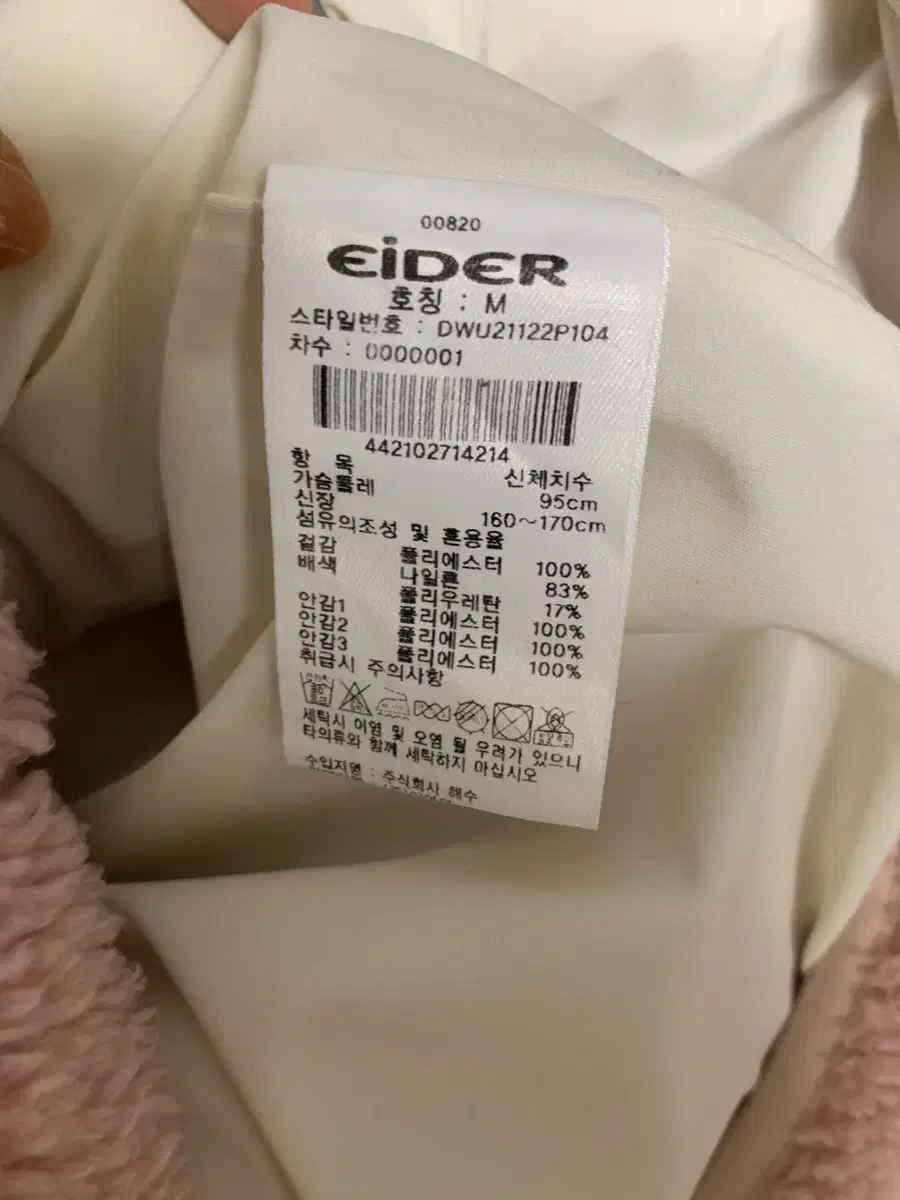 00820
EiDER
호칭 : M
스타일번호 : DWU21122P104
차수 : 0000001
442102714214
항 목 신체치수
가슴둘레 95cm
신장 160~170cm
섬유의조성 및 혼용율
겉감 폴리에스터 100%
배색 나일론 83%
폴리우레탄 17%
안감1 폴리에스터 100%
안감2 폴리에스터 100%
안감3 폴리에스터 100%
취급시 주의사항
세탁시 이염 및 오염 될 우려가 있으니
타의류와 함께 세탁하지 마십시오
수입자명 : 주식회사 해수